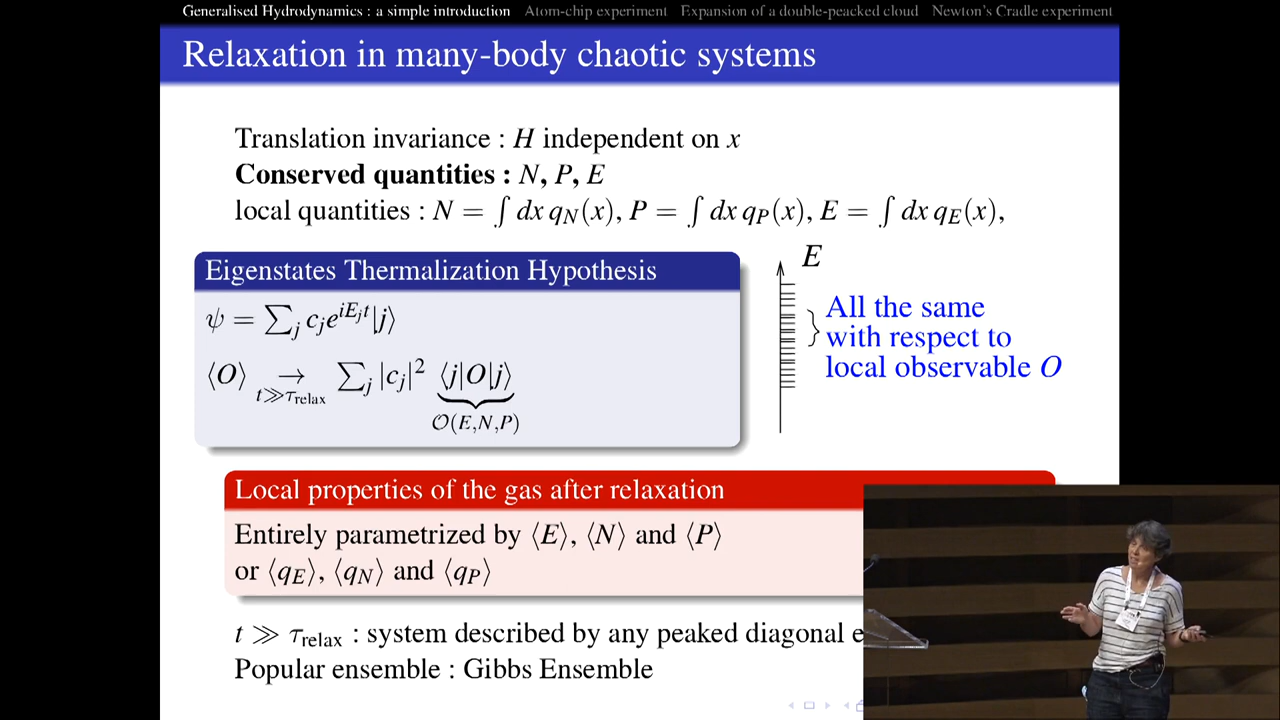 Generalised Hydrodynamics : a simple introduction Atom-chip experiment Expansion of a double-peacked cloud Newton's Cradle experiment
Relaxation in many-body chaotic systems
Translation invariance : H independent on x
Conserved quantities : N, P, E
local quantities : N = ∫ dx q_N(x), P = ∫ dx q_P(x), E = ∫ dx q_E(x),
Eigenstates Thermalization Hypothesis
ψ = ∑_j c_j e^{iE_j t}|j⟩
⟨O⟩ →_{t≫τ_relax} ∑_j |c_j|² ⟨j|O|j⟩
𝒪(E,N,P)
E
All the same
with respect to
local observable O
Local properties of the gas after relaxation
Entirely parametrized by ⟨E⟩, ⟨N⟩ and ⟨P⟩
or ⟨q_E⟩, ⟨q_N⟩ and ⟨q_P⟩
t ≫ τ_relax : system described by any peaked diagonal e
Popular ensemble : Gibbs Ensemble